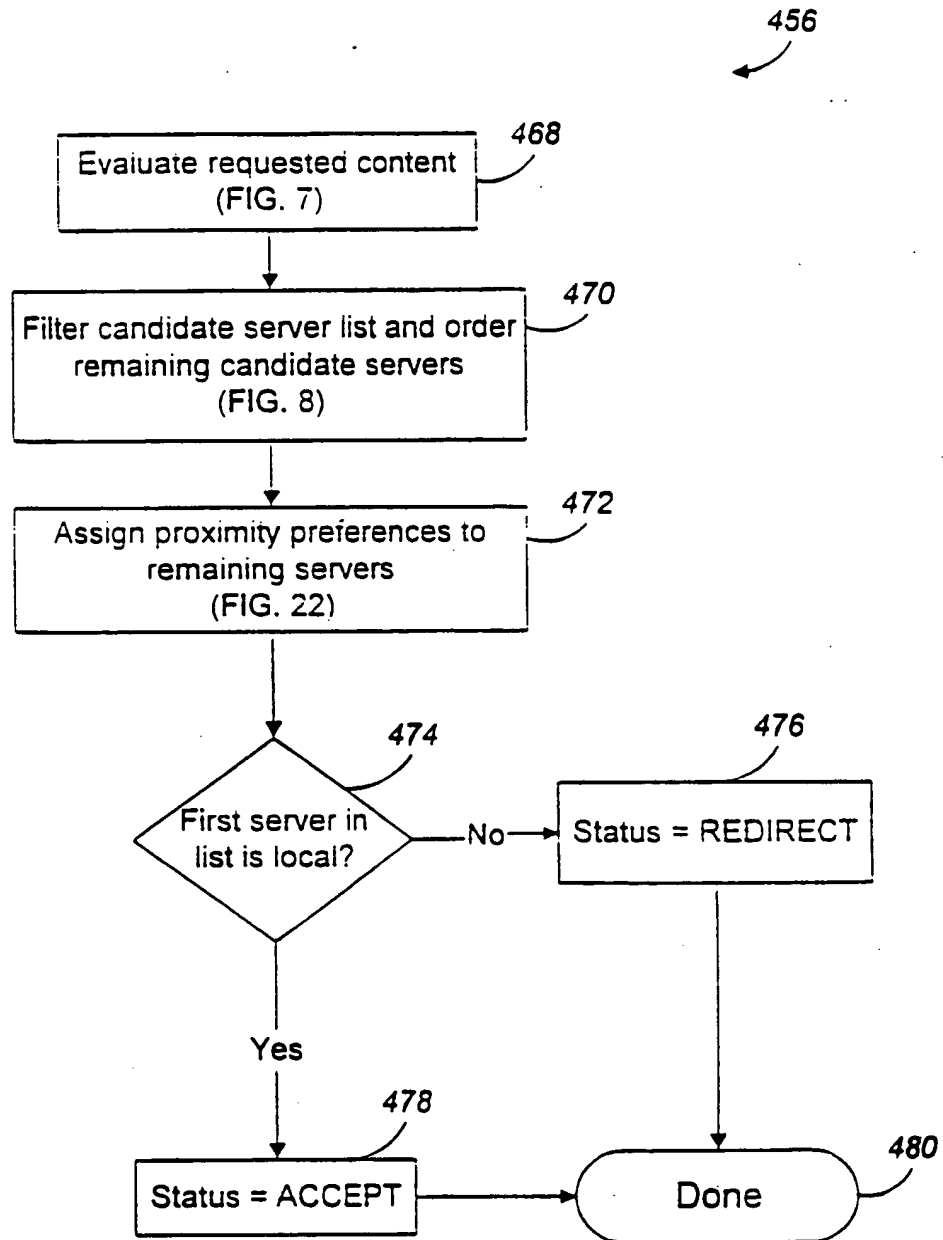 456
468
Evaluate requested content
(FIG. 7)
470
Filter candidate server list and order
remaining candidate servers
(FIG. 8)
472
Assign proximity preferences to
remaining servers
(FIG. 22)
474
First server in
list is local?
No
476
Status = REDIRECT
Yes
478
Status = ACCEPT
480
Done